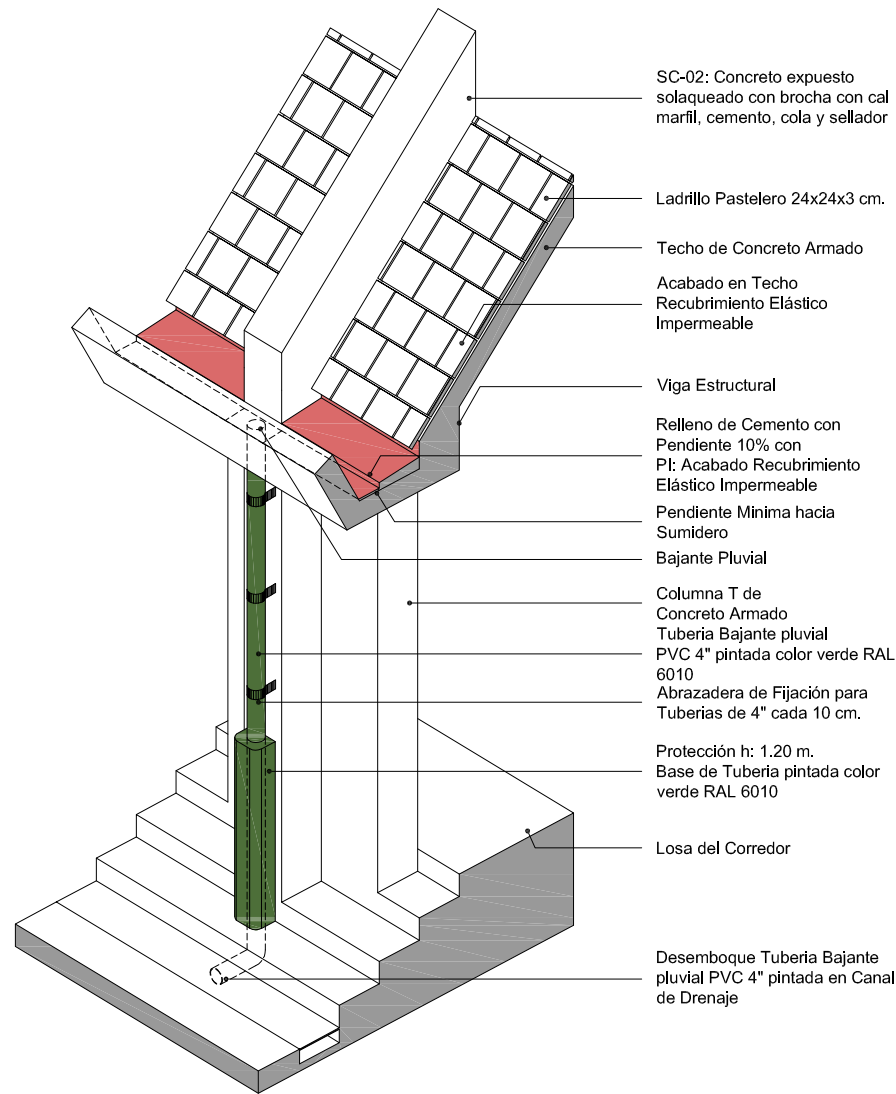 SC-02: Concreto expuesto
solaqueado con brocha con cal
marfil, cemento, cola y sellador
Ladrillo Pastelero 24x24x3 cm.
Techo de Concreto Armado
Acabado en Techo
Recubrimiento Elástico
Impermeable
Viga Estructural
Relleno de Cemento con
Pendiente 10% con
PI: Acabado Recubrimiento
Elástico Impermeable
Pendiente Minima hacia
Sumidero
Bajante Pluvial
Columna T de
Concreto Armado
Tuberia Bajante pluvial
PVC 4" pintada color verde RAL
6010
Abrazadera de Fijación para
Tuberias de 4" cada 10 cm.
Protección h: 1.20 m.
Base de Tuberia pintada color
verde RAL 6010
Losa del Corredor
Desemboque Tuberia Bajante
pluvial PVC 4" pintada en Canal
de Drenaje